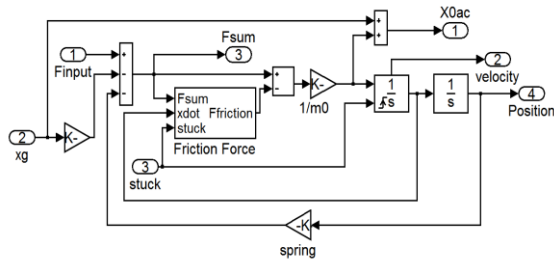 X0ac
1
Fsum
3
1
Finput
2
velocity
K-
1/m0
1
s
1
s
4
Position
Fsum
xdot Ffriction
stuck
Friction Force
2
xg
K-
3
stuck
-K
spring